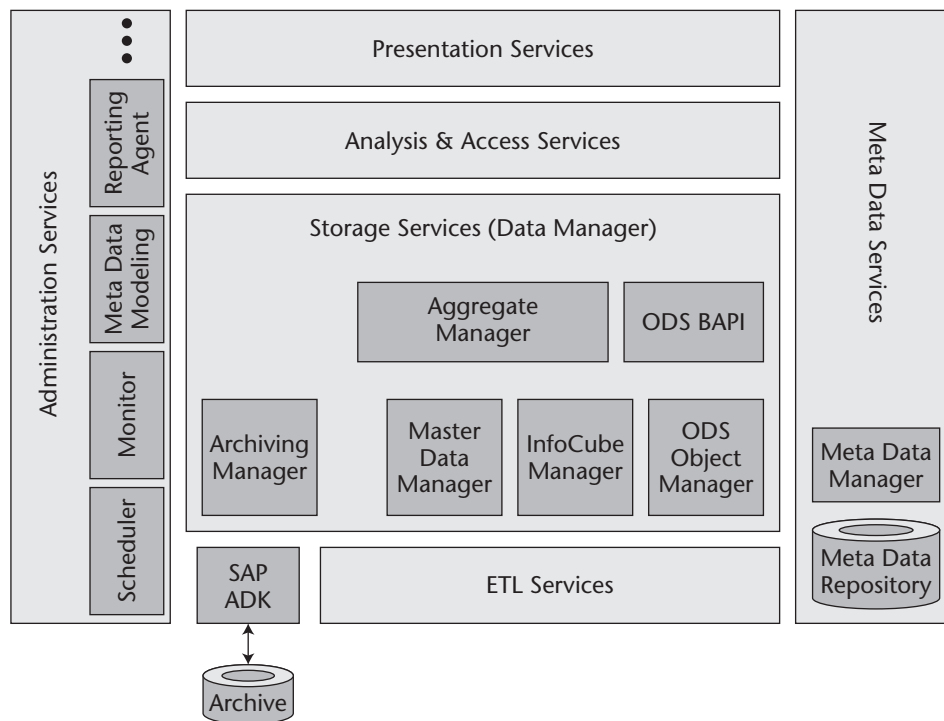 Administration Services
Reporting
Agent
Meta Data
Modeling
Monitor
Scheduler
Presentation Services
Analysis & Access Services
Storage Services (Data Manager)
Aggregate
Manager
ODS BAPI
Archiving
Manager
Master
Data
Manager
InfoCube
Manager
ODS
Object
Manager
SAP
ADK
ETL Services
Archive
Meta Data Services
Meta Data
Manager
Meta Data
Repository